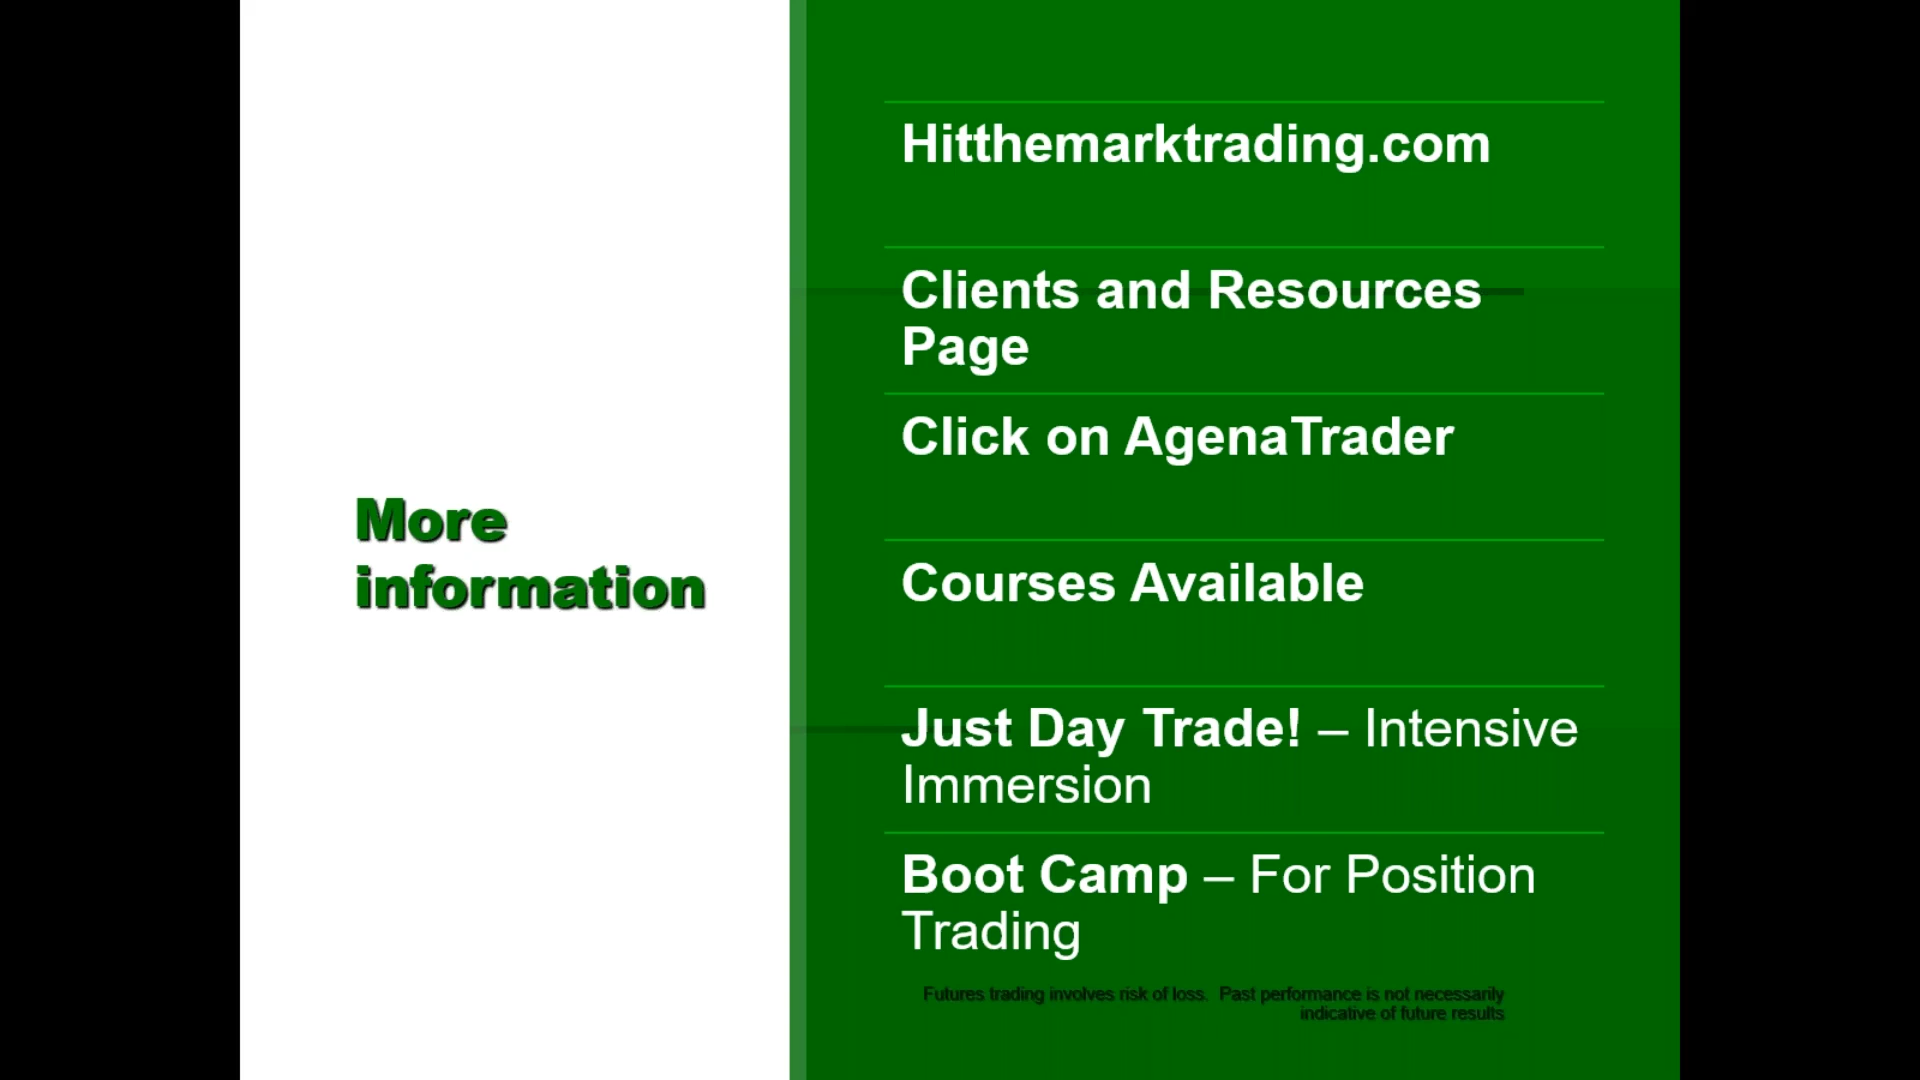 More
information
Hitthemarktrading.com
Clients and Resources
Page
Click on AgenaTrader
Courses Available
Just Day Trade! – Intensive
Immersion
Boot Camp – For Position
Trading
Futures trading involves risk of loss.  Past performance is not necessarily
indicative of future results